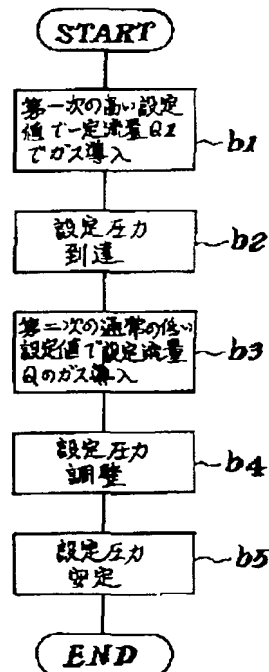 START
第一次の高い設定
値で一定流量Q1
でガス導入
b1
設定圧力
到達
b2
第二次の通常の低い
設定値で設定流量
Qのガス導入
b3
設定圧力
調整
b4
設定圧力
安定
b5
END